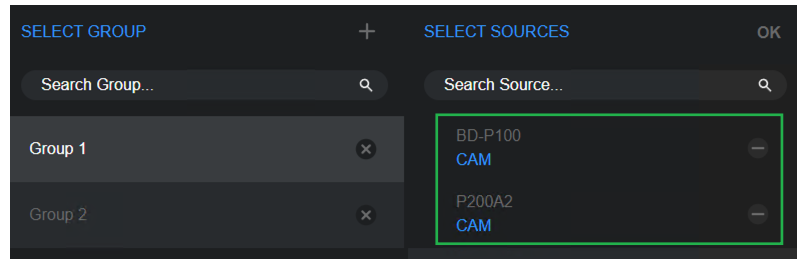 SELECT GROUP
Search Group...
Group 1
Group 2
SELECT SOURCES OK
Search Source...
BD-P100
CAM
P200A2
CAM